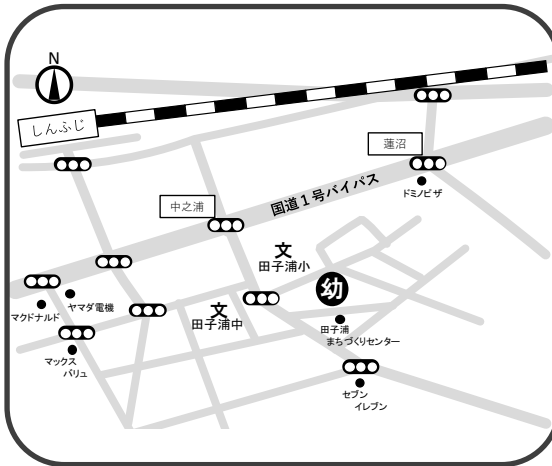 N
しんふじ
蓮沼
ドミノピザ
国道1号バイパス
中之浦
文
田子浦小
幼
ヤマダ電機
マクドナルド
文
田子浦中
田子浦
まちづくりセンター
マックス
バリュ
セブン
イレブン